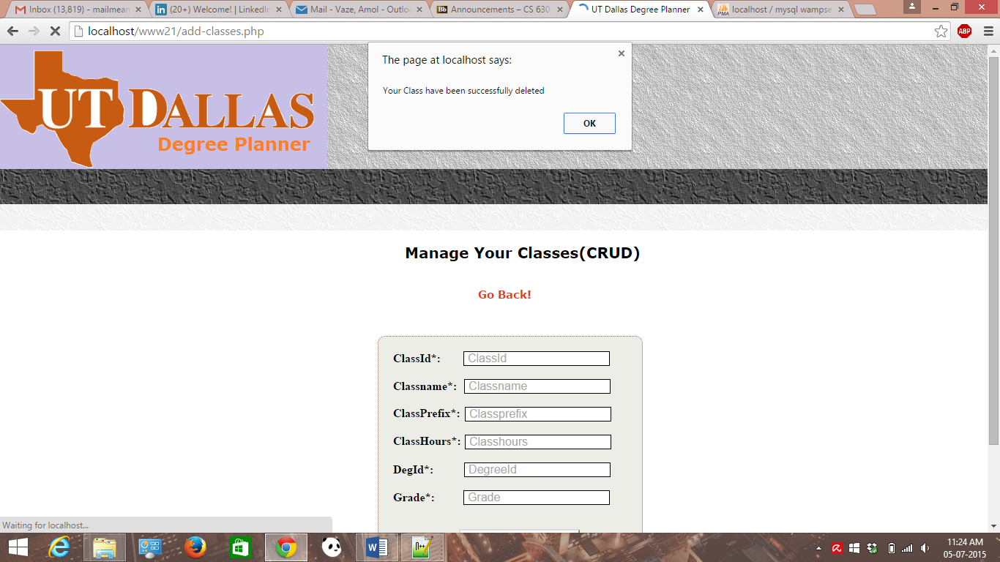 Inbox (13,819) - mailmean
(20+) Welcome! | LinkedIn
Mail - Vaze, Amol - Outlo
Bb Announcements – CS 630
UT Dallas Degree Planner
PMA localhost / mysql wampse
localhost/www21/add-classes.php
ABP
The page at localhost says:
Your Class have been successfully deleted
OK
UT DALLAS
Degree Planner
Manage Your Classes(CRUD)
Go Back!
ClassId*: ClassId
Classname*: Classname
ClassPrefix*: Classprefix
ClassHours*: Classhours
DegId*: DegreeId
Grade*: Grade
Waiting for localhost...
11:24 AM
05-07-2015